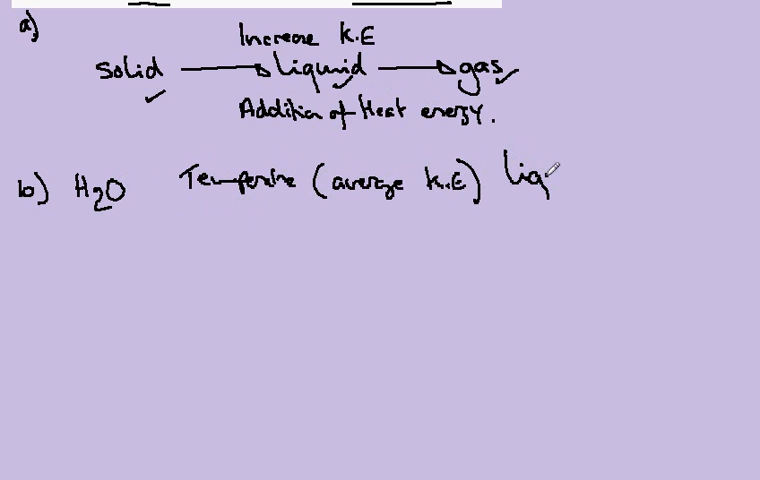 a)
Increase K.E
solid → liquid → gas
Addition of Heat energy.
b) H2O Temperature (average K.E) liq